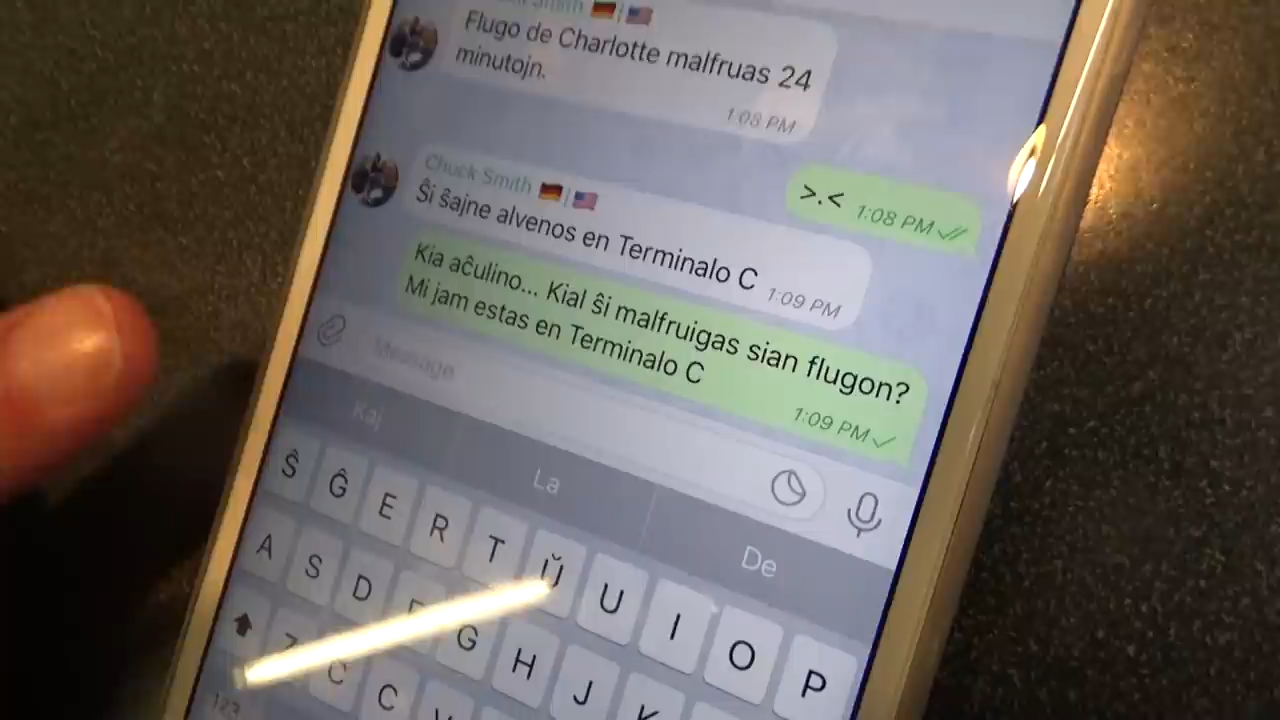 Smith 🇩🇪|🇺🇸
Flugo de Charlotte malfruas 24
minutojn.
1:08 PM
>.< 1:08 PM
Chuck Smith 🇩🇪|🇺🇸
Ŝi ŝajne alvenos en Terminalo C 1:09 PM
Kia aĉulino... Kial ŝi malfruigas sian flugon?
Mi jam estas en Terminalo C
1:09 PM
Message
Kaj La De
Ŝ Ĝ E R T Ŭ U I O P
A S D F G H J K
Z Ĉ C V
123